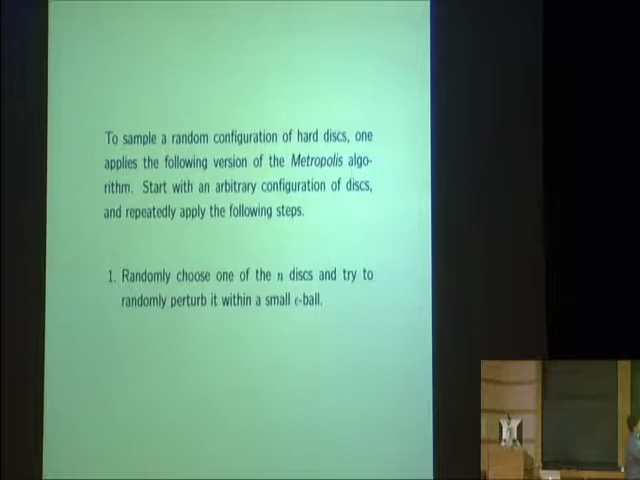 To sample a random configuration of hard discs, one
applies the following version of the Metropolis algo-
rithm. Start with an arbitrary configuration of discs,
and repeatedly apply the following steps.
1. Randomly choose one of the n discs and try to
randomly perturb it within a small ϵ-ball.